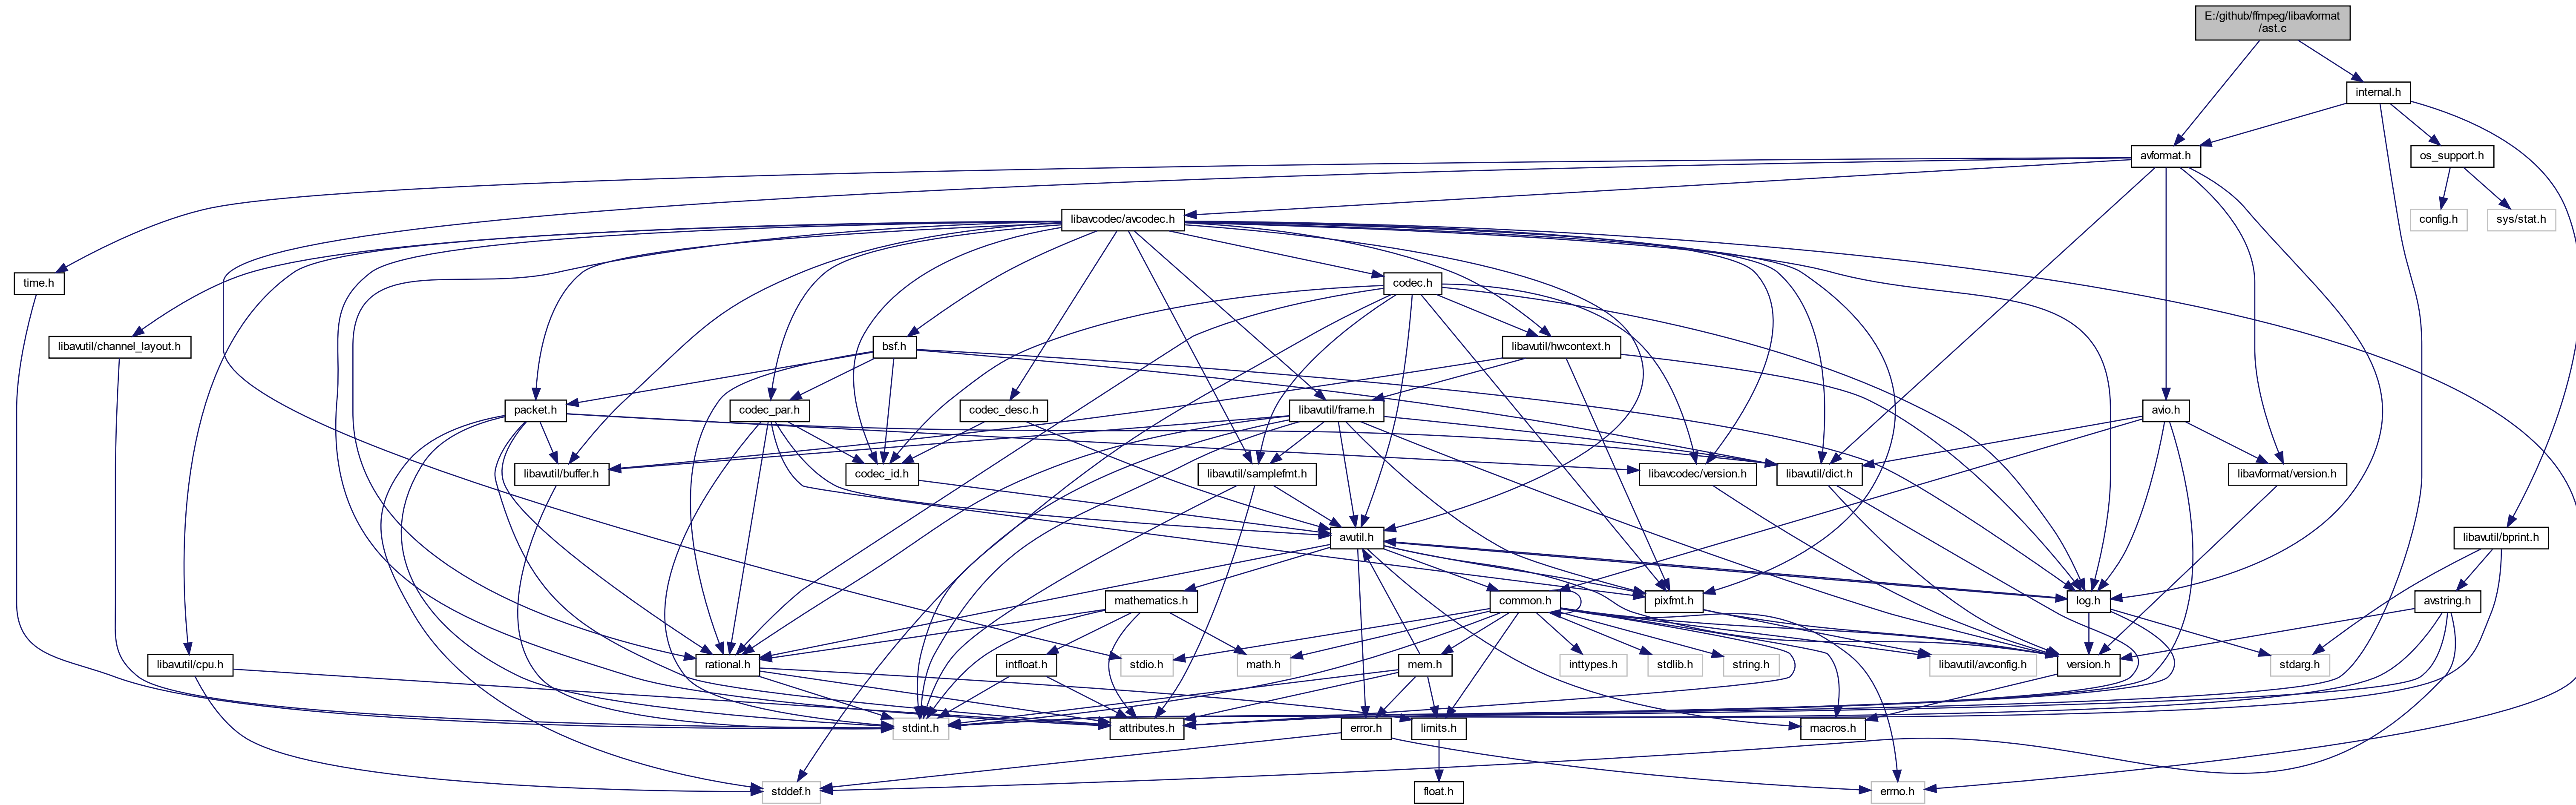 E:/github/ffmpeg/libavformat
/ast.c
internal.h
avformat.h
os_support.h
libavcodec/avcodec.h
config.h
sys/stat.h
time.h
codec.h
libavutil/channel_layout.h
bsf.h
libavutil/hwcontext.h
packet.h
codec_par.h
codec_desc.h
libavutil/frame.h
avio.h
libavutil/buffer.h
codec_id.h
libavutil/samplefmt.h
libavcodec/version.h
libavutil/dict.h
libavformat/version.h
avutil.h
libavutil/bprint.h
mathematics.h
common.h
pixfmt.h
log.h
avstring.h
libavutil/cpu.h
rational.h
intfloat.h
stdio.h
math.h
mem.h
inttypes.h
stdlib.h
string.h
libavutil/avconfig.h
version.h
stdarg.h
stdint.h
attributes.h
error.h
limits.h
macros.h
stddef.h
float.h
errno.h